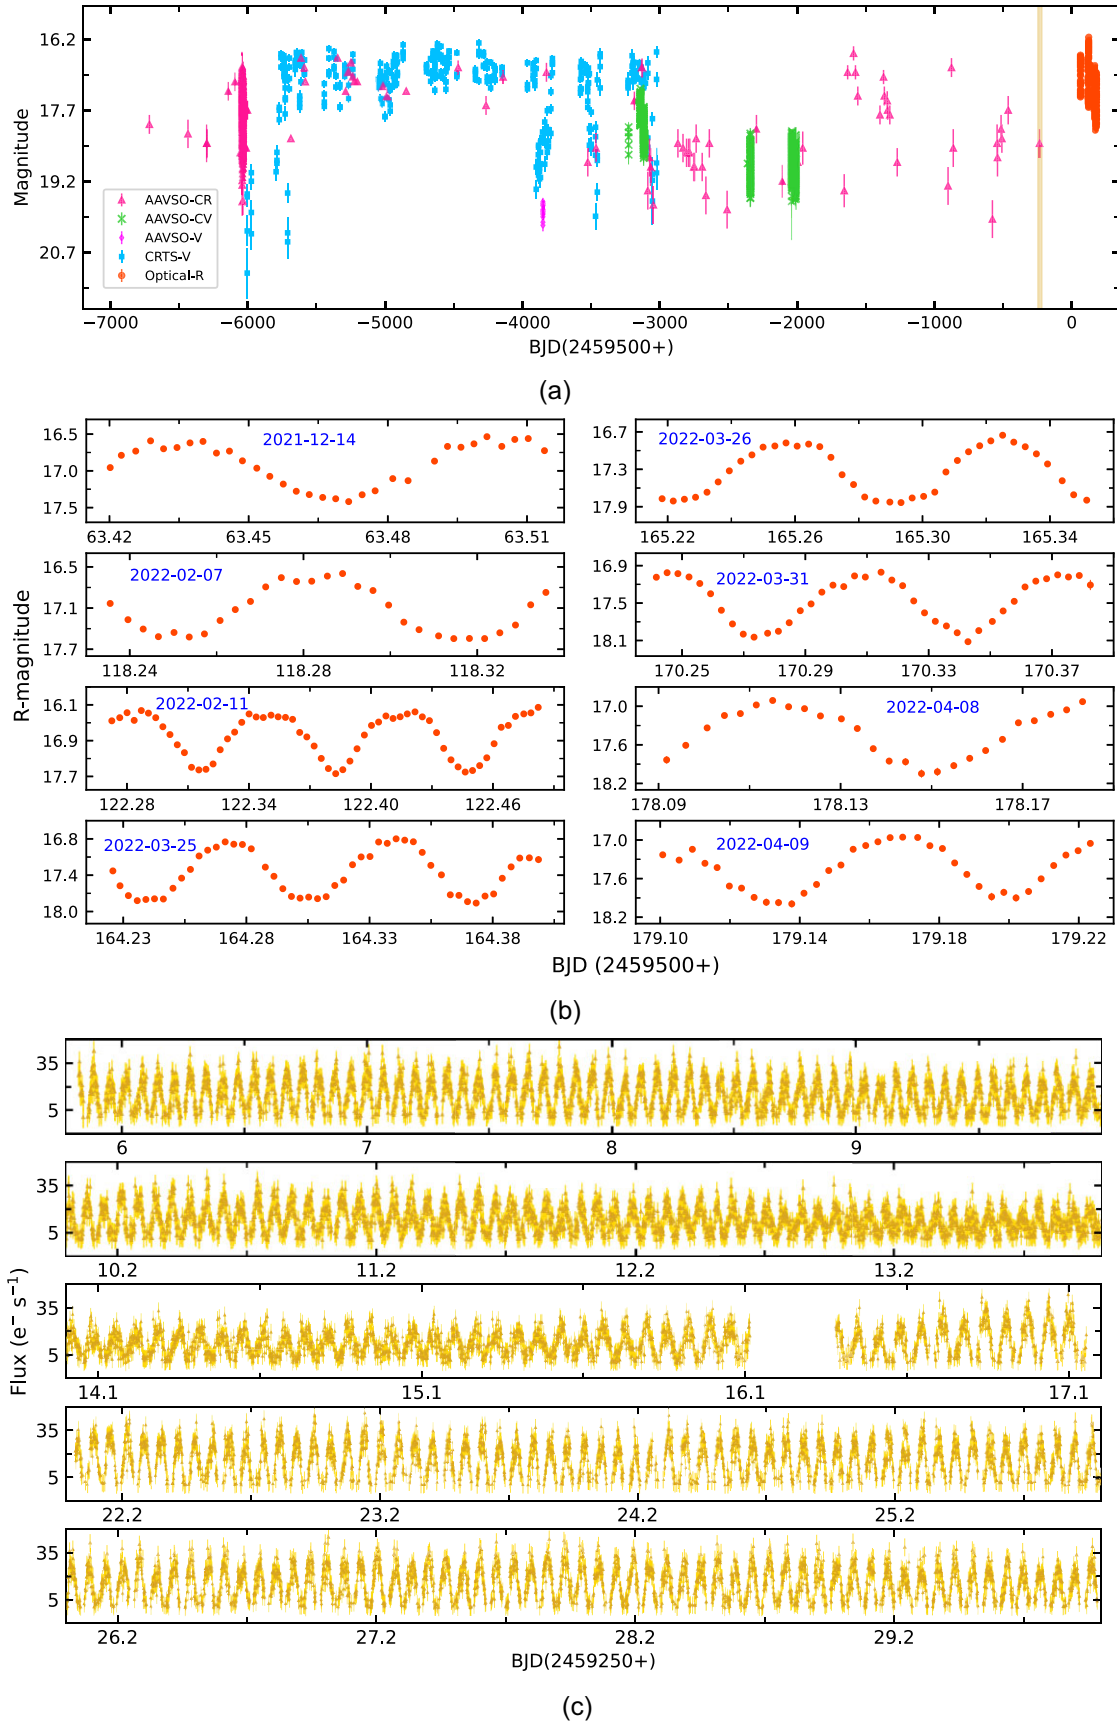 16.2
17.7
19.2
20.7
Magnitude
AAVSO-CR
AAVSO-CV
AAVSO-V
CRTS-V
Optical-R
−7000 −6000 −5000 −4000 −3000 −2000 −1000 0
BJD(2459500+)
(a)
R-magnitude
16.5
17.0
17.5
2021-12-14
63.42 63.45 63.48 63.51
16.7
17.3
17.9
2022-03-26
165.22 165.26 165.30 165.34
16.5
17.1
17.7
2022-02-07
118.24 118.28 118.32
16.9
17.5
18.1
2022-03-31
170.25 170.29 170.33 170.37
16.1
16.9
17.7
2022-02-11
122.28 122.34 122.40 122.46
17.0
17.6
18.2
2022-04-08
178.09 178.13 178.17
16.8
17.4
18.0
2022-03-25
164.23 164.28 164.33 164.38
17.0
17.6
18.2
2022-04-09
179.10 179.14 179.18 179.22
BJD (2459500+)
(b)
Flux (e⁻ s⁻¹)
35
5
6 7 8 9
35
5
10.2 11.2 12.2 13.2
35
5
14.1 15.1 16.1 17.1
35
5
22.2 23.2 24.2 25.2
35
5
26.2 27.2 28.2 29.2
BJD(2459250+)
(c)